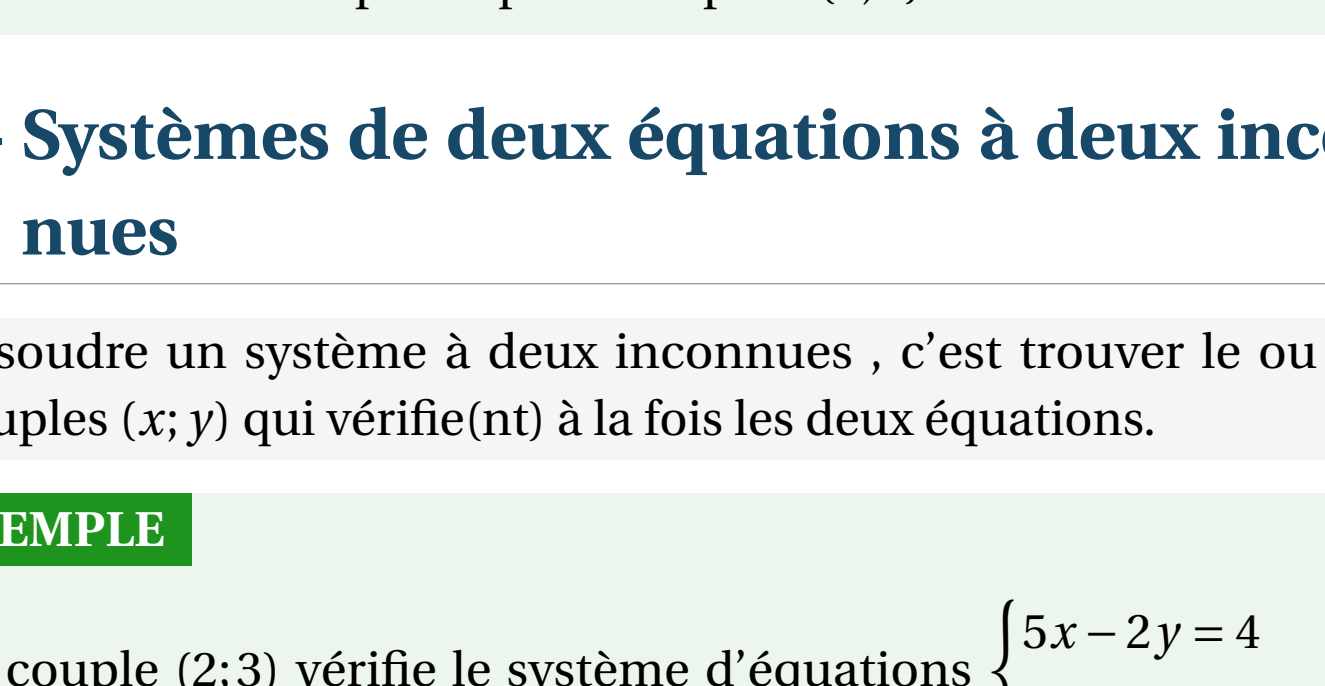 Systèmes de deux équations à deux inc
nues
soudre un système à deux inconnues , c’est trouver le ou
uples (x; y) qui vérifie(nt) à la fois les deux équations.
EMPLE
5x − 2y = 4
couple (2;3) vérifie le système d’équations {